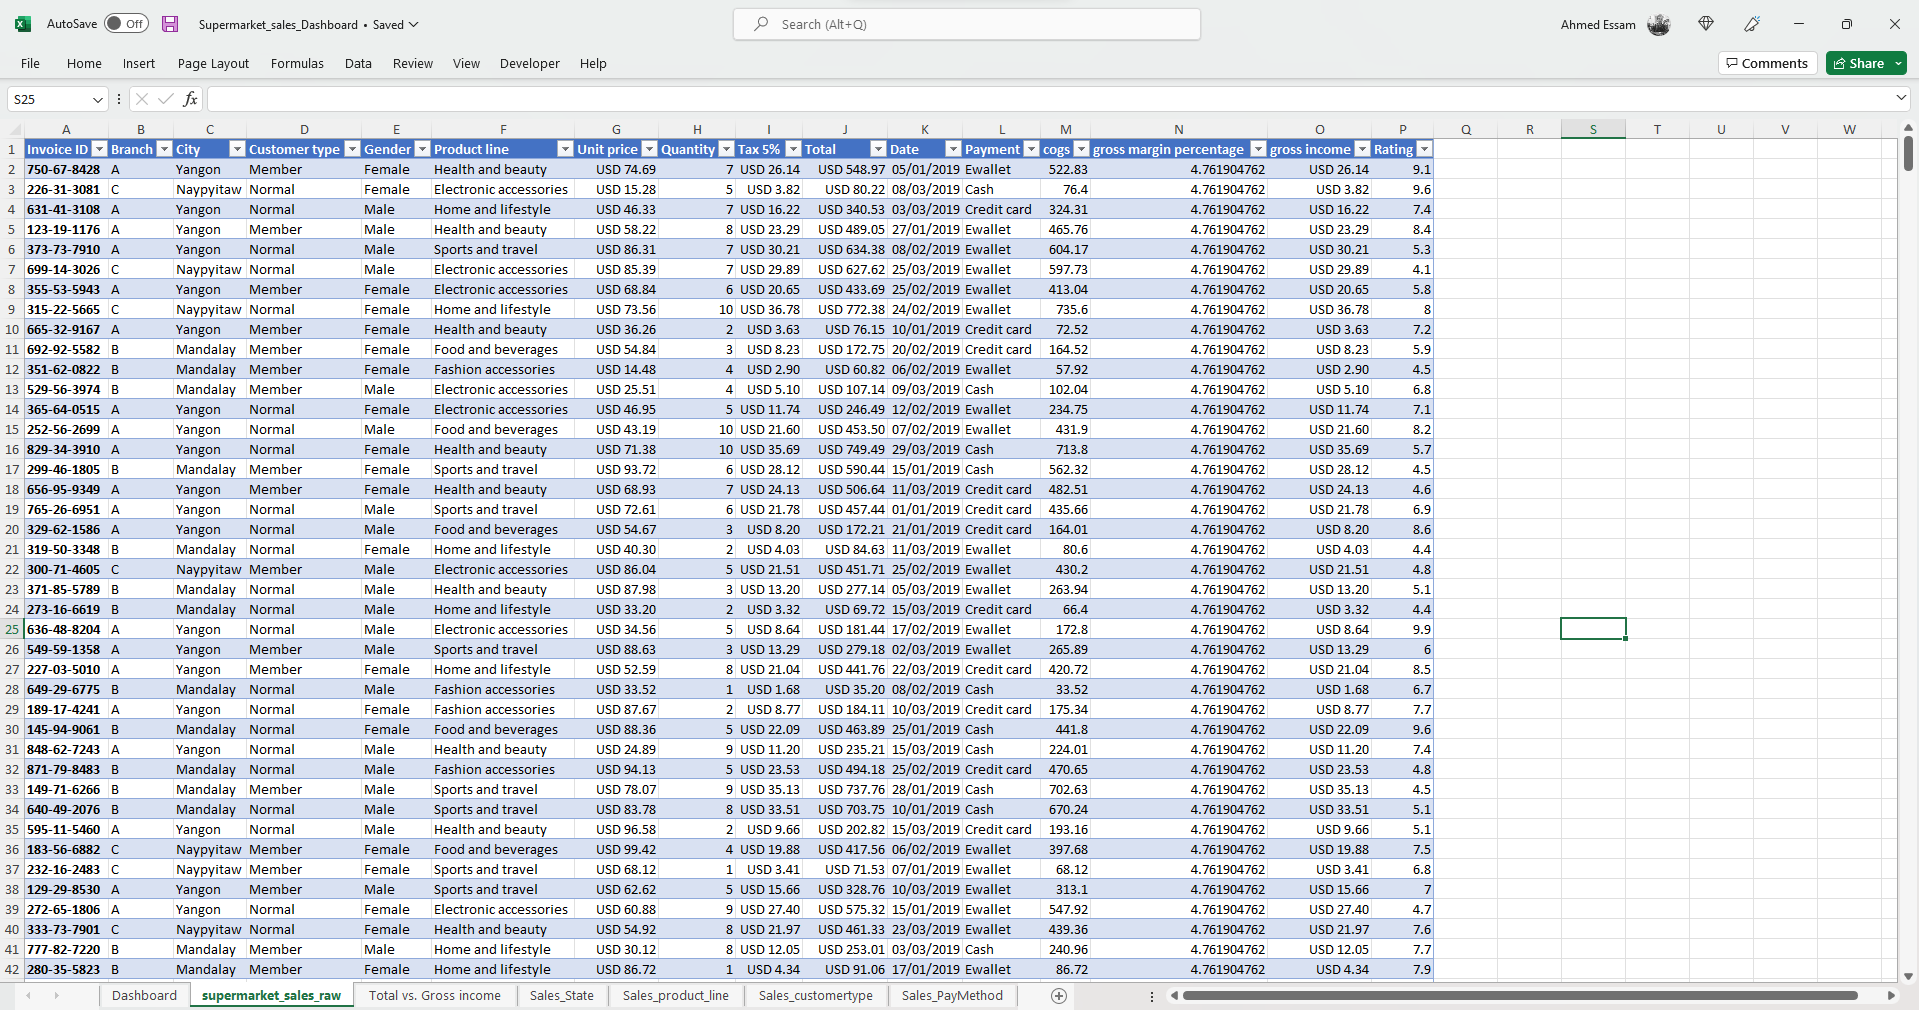 AutoSave Off Supermarket_sales_Dashboard • Saved Search (Alt+Q) Ahmed Essam
File Home Insert Page Layout Formulas Data Review View Developer Help Comments Share
S25 fx
A B C D E F G H I J K L M N O P Q R S T U V W
1 Invoice ID Branch City Customer type Gender Product line Unit price Quantity Tax 5% Total Date Payment cogs gross margin percentage gross income Rating
2 750-67-8428 A Yangon Member Female Health and beauty USD 74.69 7 USD 26.14 USD 548.97 05/01/2019 Ewallet 522.83 4.761904762 USD 26.14 9.1
3 226-31-3081 C Naypyitaw Normal Female Electronic accessories USD 15.28 5 USD 3.82 USD 80.22 08/03/2019 Cash 76.4 4.761904762 USD 3.82 9.6
4 631-41-3108 A Yangon Normal Male Home and lifestyle USD 46.33 7 USD 16.22 USD 340.53 03/03/2019 Credit card 324.31 4.761904762 USD 16.22 7.4
5 123-19-1176 A Yangon Member Male Health and beauty USD 58.22 8 USD 23.29 USD 489.05 27/01/2019 Ewallet 465.76 4.761904762 USD 23.29 8.4
6 373-73-7910 A Yangon Normal Male Sports and travel USD 86.31 7 USD 30.21 USD 634.38 08/02/2019 Ewallet 604.17 4.761904762 USD 30.21 5.3
7 699-14-3026 C Naypyitaw Normal Male Electronic accessories USD 85.39 7 USD 29.89 USD 627.62 25/03/2019 Ewallet 597.73 4.761904762 USD 29.89 4.1
8 355-53-5943 A Yangon Member Female Electronic accessories USD 68.84 6 USD 20.65 USD 433.69 25/02/2019 Ewallet 413.04 4.761904762 USD 20.65 5.8
9 315-22-5665 C Naypyitaw Normal Female Home and lifestyle USD 73.56 10 USD 36.78 USD 772.38 24/02/2019 Ewallet 735.6 4.761904762 USD 36.78 8
10 665-32-9167 A Yangon Member Female Health and beauty USD 36.26 2 USD 3.63 USD 76.15 10/01/2019 Credit card 72.52 4.761904762 USD 3.63 7.2
11 692-92-5582 B Mandalay Member Female Food and beverages USD 54.84 3 USD 8.23 USD 172.75 20/02/2019 Credit card 164.52 4.761904762 USD 8.23 5.9
12 351-62-0822 B Mandalay Member Female Fashion accessories USD 14.48 4 USD 2.90 USD 60.82 06/02/2019 Ewallet 57.92 4.761904762 USD 2.90 4.5
13 529-56-3974 B Mandalay Member Male Electronic accessories USD 25.51 4 USD 5.10 USD 107.14 09/03/2019 Cash 102.04 4.761904762 USD 5.10 6.8
14 365-64-0515 A Yangon Normal Female Electronic accessories USD 46.95 5 USD 11.74 USD 246.49 12/02/2019 Ewallet 234.75 4.761904762 USD 11.74 7.1
15 252-56-2699 A Yangon Normal Male Food and beverages USD 43.19 10 USD 21.60 USD 453.50 07/02/2019 Ewallet 431.9 4.761904762 USD 21.60 8.2
16 829-34-3910 A Yangon Normal Female Health and beauty USD 71.38 10 USD 35.69 USD 749.49 29/03/2019 Cash 713.8 4.761904762 USD 35.69 5.7
17 299-46-1805 B Mandalay Member Female Sports and travel USD 93.72 6 USD 28.12 USD 590.44 15/01/2019 Cash 562.32 4.761904762 USD 28.12 4.5
18 656-95-9349 A Yangon Member Female Health and beauty USD 68.93 7 USD 24.13 USD 506.64 11/03/2019 Credit card 482.51 4.761904762 USD 24.13 4.6
19 765-26-6951 A Yangon Normal Male Sports and travel USD 72.61 6 USD 21.78 USD 457.44 01/01/2019 Credit card 435.66 4.761904762 USD 21.78 6.9
20 329-62-1586 A Yangon Normal Male Food and beverages USD 54.67 3 USD 8.20 USD 172.21 21/01/2019 Credit card 164.01 4.761904762 USD 8.20 8.6
21 319-50-3348 B Mandalay Normal Female Home and lifestyle USD 40.30 2 USD 4.03 USD 84.63 11/03/2019 Ewallet 80.6 4.761904762 USD 4.03 4.4
22 300-71-4605 C Naypyitaw Member Male Electronic accessories USD 86.04 5 USD 21.51 USD 451.71 25/02/2019 Ewallet 430.2 4.761904762 USD 21.51 4.8
23 371-85-5789 B Mandalay Normal Male Health and beauty USD 87.98 3 USD 13.20 USD 277.14 05/03/2019 Ewallet 263.94 4.761904762 USD 13.20 5.1
24 273-16-6619 B Mandalay Normal Male Home and lifestyle USD 33.20 2 USD 3.32 USD 69.72 15/03/2019 Credit card 66.4 4.761904762 USD 3.32 4.4
25 636-48-8204 A Yangon Normal Male Electronic accessories USD 34.56 5 USD 8.64 USD 181.44 17/02/2019 Ewallet 172.8 4.761904762 USD 8.64 9.9
26 549-59-1358 A Yangon Member Male Sports and travel USD 88.63 3 USD 13.29 USD 279.18 02/03/2019 Ewallet 265.89 4.761904762 USD 13.29 6
27 227-03-5010 A Yangon Member Female Home and lifestyle USD 52.59 8 USD 21.04 USD 441.76 22/03/2019 Credit card 420.72 4.761904762 USD 21.04 8.5
28 649-29-6775 B Mandalay Normal Male Fashion accessories USD 33.52 1 USD 1.68 USD 35.20 08/02/2019 Cash 33.52 4.761904762 USD 1.68 6.7
29 189-17-4241 A Yangon Normal Female Fashion accessories USD 87.67 2 USD 8.77 USD 184.11 10/03/2019 Credit card 175.34 4.761904762 USD 8.77 7.7
30 145-94-9061 B Mandalay Normal Female Food and beverages USD 88.36 5 USD 22.09 USD 463.89 25/01/2019 Cash 441.8 4.761904762 USD 22.09 9.6
31 848-62-7243 A Yangon Normal Male Health and beauty USD 24.89 9 USD 11.20 USD 235.21 15/03/2019 Cash 224.01 4.761904762 USD 11.20 7.4
32 871-79-8483 B Mandalay Normal Male Fashion accessories USD 94.13 5 USD 23.53 USD 494.18 25/02/2019 Credit card 470.65 4.761904762 USD 23.53 4.8
33 149-71-6266 B Mandalay Member Male Sports and travel USD 78.07 9 USD 35.13 USD 737.76 28/01/2019 Cash 702.63 4.761904762 USD 35.13 4.5
34 640-49-2076 B Mandalay Normal Male Sports and travel USD 83.78 8 USD 33.51 USD 703.75 10/01/2019 Cash 670.24 4.761904762 USD 33.51 5.1
35 595-11-5460 A Yangon Normal Male Health and beauty USD 96.58 2 USD 9.66 USD 202.82 15/03/2019 Credit card 193.16 4.761904762 USD 9.66 5.1
36 183-56-6882 C Naypyitaw Member Female Food and beverages USD 99.42 4 USD 19.88 USD 417.56 06/02/2019 Ewallet 397.68 4.761904762 USD 19.88 7.5
37 232-16-2483 C Naypyitaw Member Female Sports and travel USD 68.12 1 USD 3.41 USD 71.53 07/01/2019 Ewallet 68.12 4.761904762 USD 3.41 6.8
38 129-29-8530 A Yangon Member Male Sports and travel USD 62.62 5 USD 15.66 USD 328.76 10/03/2019 Ewallet 313.1 4.761904762 USD 15.66 7
39 272-65-1806 A Yangon Normal Female Electronic accessories USD 60.88 9 USD 27.40 USD 575.32 15/01/2019 Ewallet 547.92 4.761904762 USD 27.40 4.7
40 333-73-7901 C Naypyitaw Normal Female Health and beauty USD 54.92 8 USD 21.97 USD 461.33 23/03/2019 Ewallet 439.36 4.761904762 USD 21.97 7.6
41 777-82-7220 B Mandalay Member Male Home and lifestyle USD 30.12 8 USD 12.05 USD 253.01 03/03/2019 Cash 240.96 4.761904762 USD 12.05 7.7
42 280-35-5823 B Mandalay Member Female Home and lifestyle USD 86.72 1 USD 4.34 USD 91.06 17/01/2019 Ewallet 86.72 4.761904762 USD 4.34 7.9
Dashboard supermarket_sales_raw Total vs. Gross income Sales_State Sales_product_line Sales_customertype Sales_PayMethod